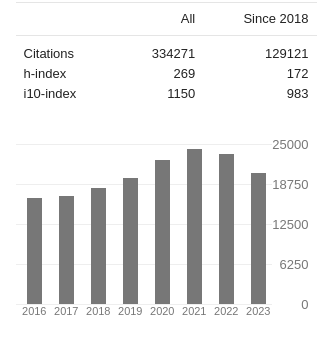 All Since 2018
Citations 334271 129121
h-index 269 172
i10-index 1150 983
25000
18750
12500
6250
0
2016 2017 2018 2019 2020 2021 2022 2023